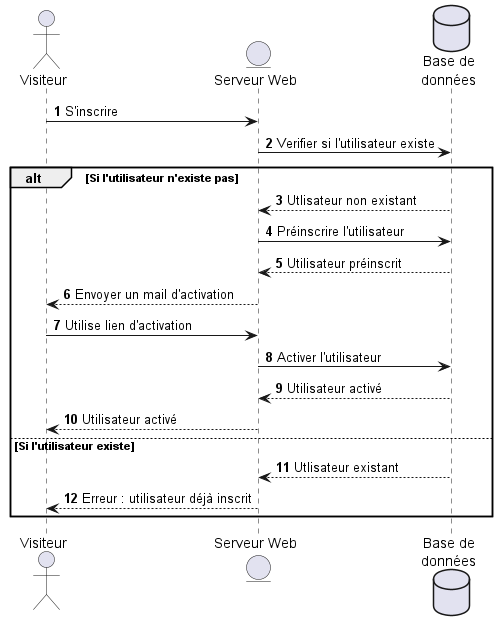 Visiteur
Serveur Web
Base de
données
1 S'inscrire
2 Verifier si l'utilisateur existe
alt [Si l'utilisateur n'existe pas]
3 Utlisateur non existant
4 Préinscrire l'utilisateur
5 Utilisateur préinscrit
6 Envoyer un mail d'activation
7 Utilise lien d'activation
8 Activer l'utilisateur
9 Utilisateur activé
10 Utilisateur activé
[Si l'utilisateur existe]
11 Utlisateur existant
12 Erreur : utilisateur déjà inscrit
Visiteur
Serveur Web
Base de
données